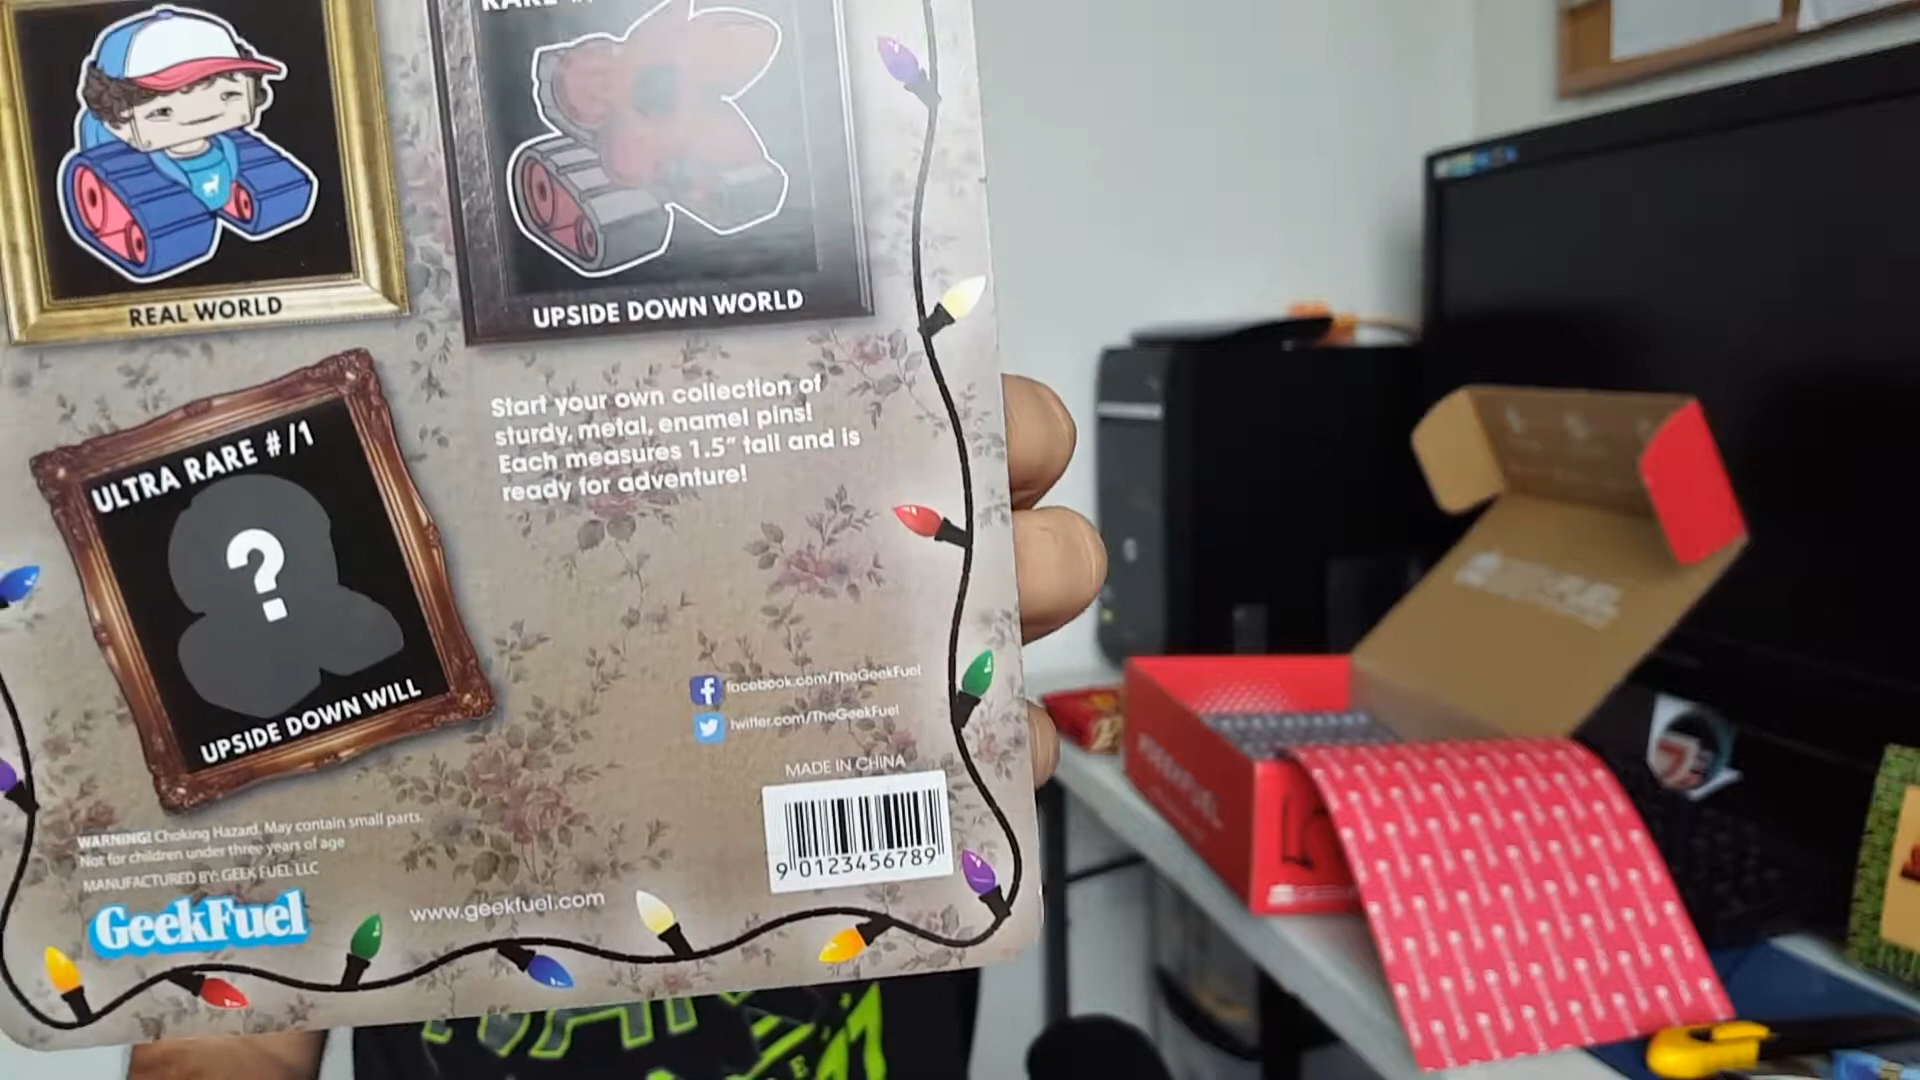 REAL WORLD
UPSIDE DOWN WORLD
Start your own collection of
sturdy, metal, enamel pins!
Each measures 1.5" tall and is
ready for adventure!
ULTRA RARE #/1
?
UPSIDE DOWN WILL
facebook.com/TheGeekFuel
twitter.com/TheGeekFuel
MADE IN CHINA
9 0123456789
WARNING! Choking Hazard. May contain small parts.
Not for children under three years of age
MANUFACTURED BY: GEEK FUEL LLC
GeekFuel
www.geekfuel.com